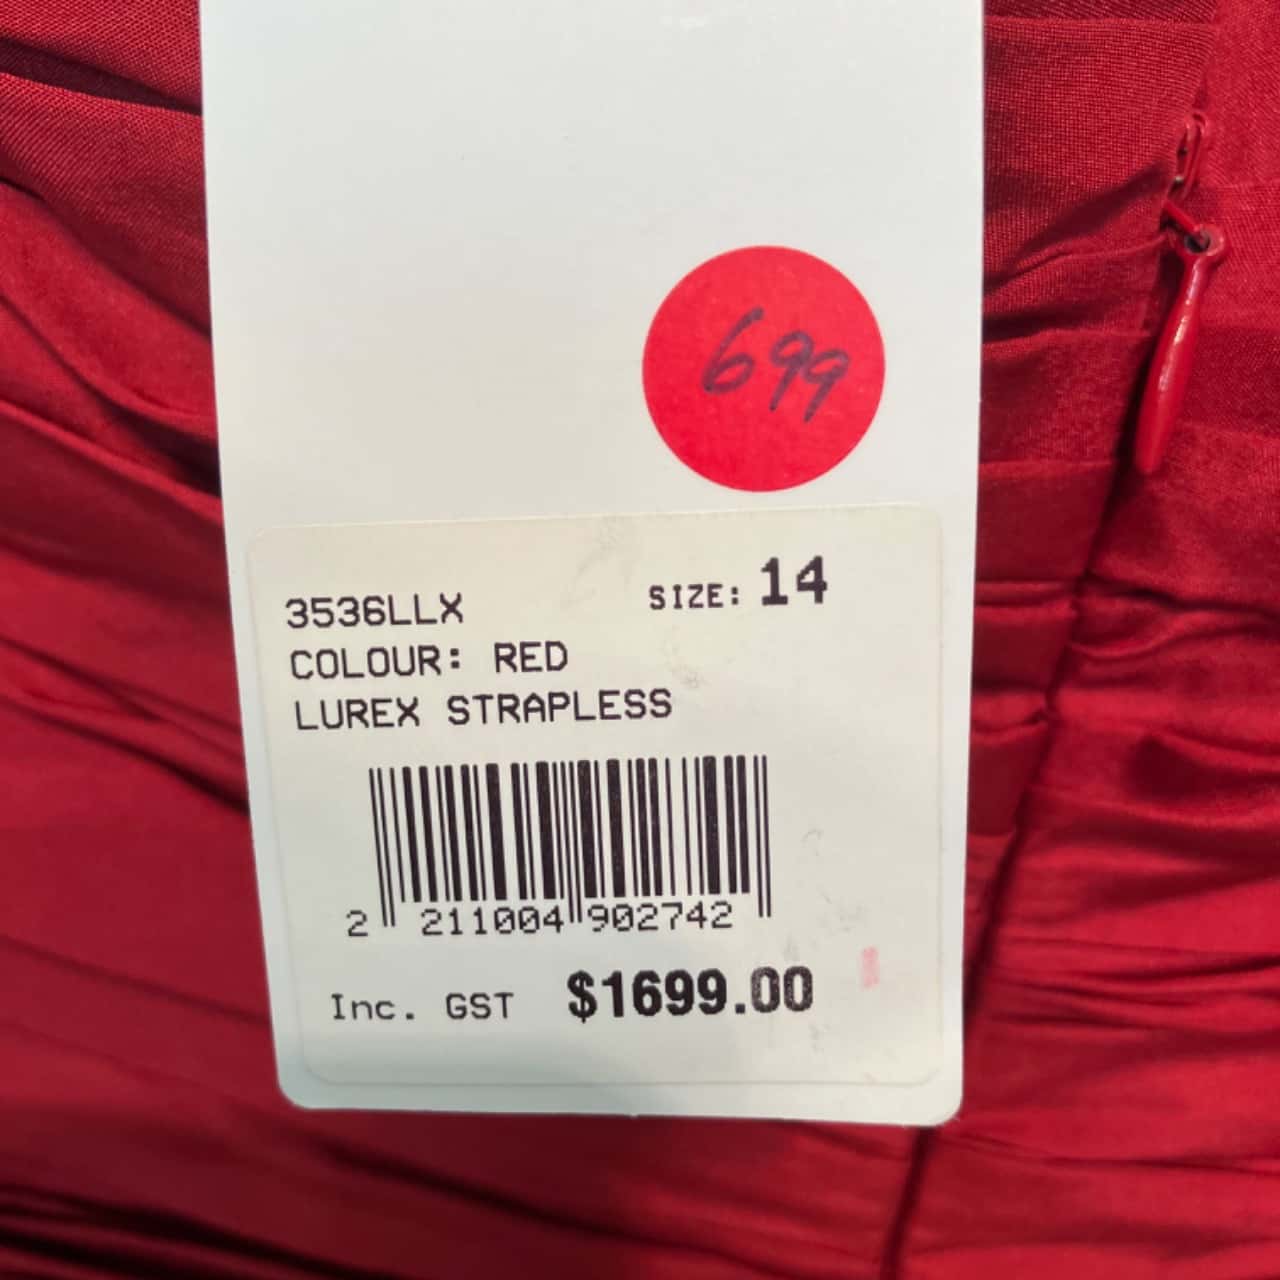 699
3536LLX SIZE: 14
COLOUR: RED
LUREX STRAPLESS
2 211004 902742
Inc. GST $1699.00